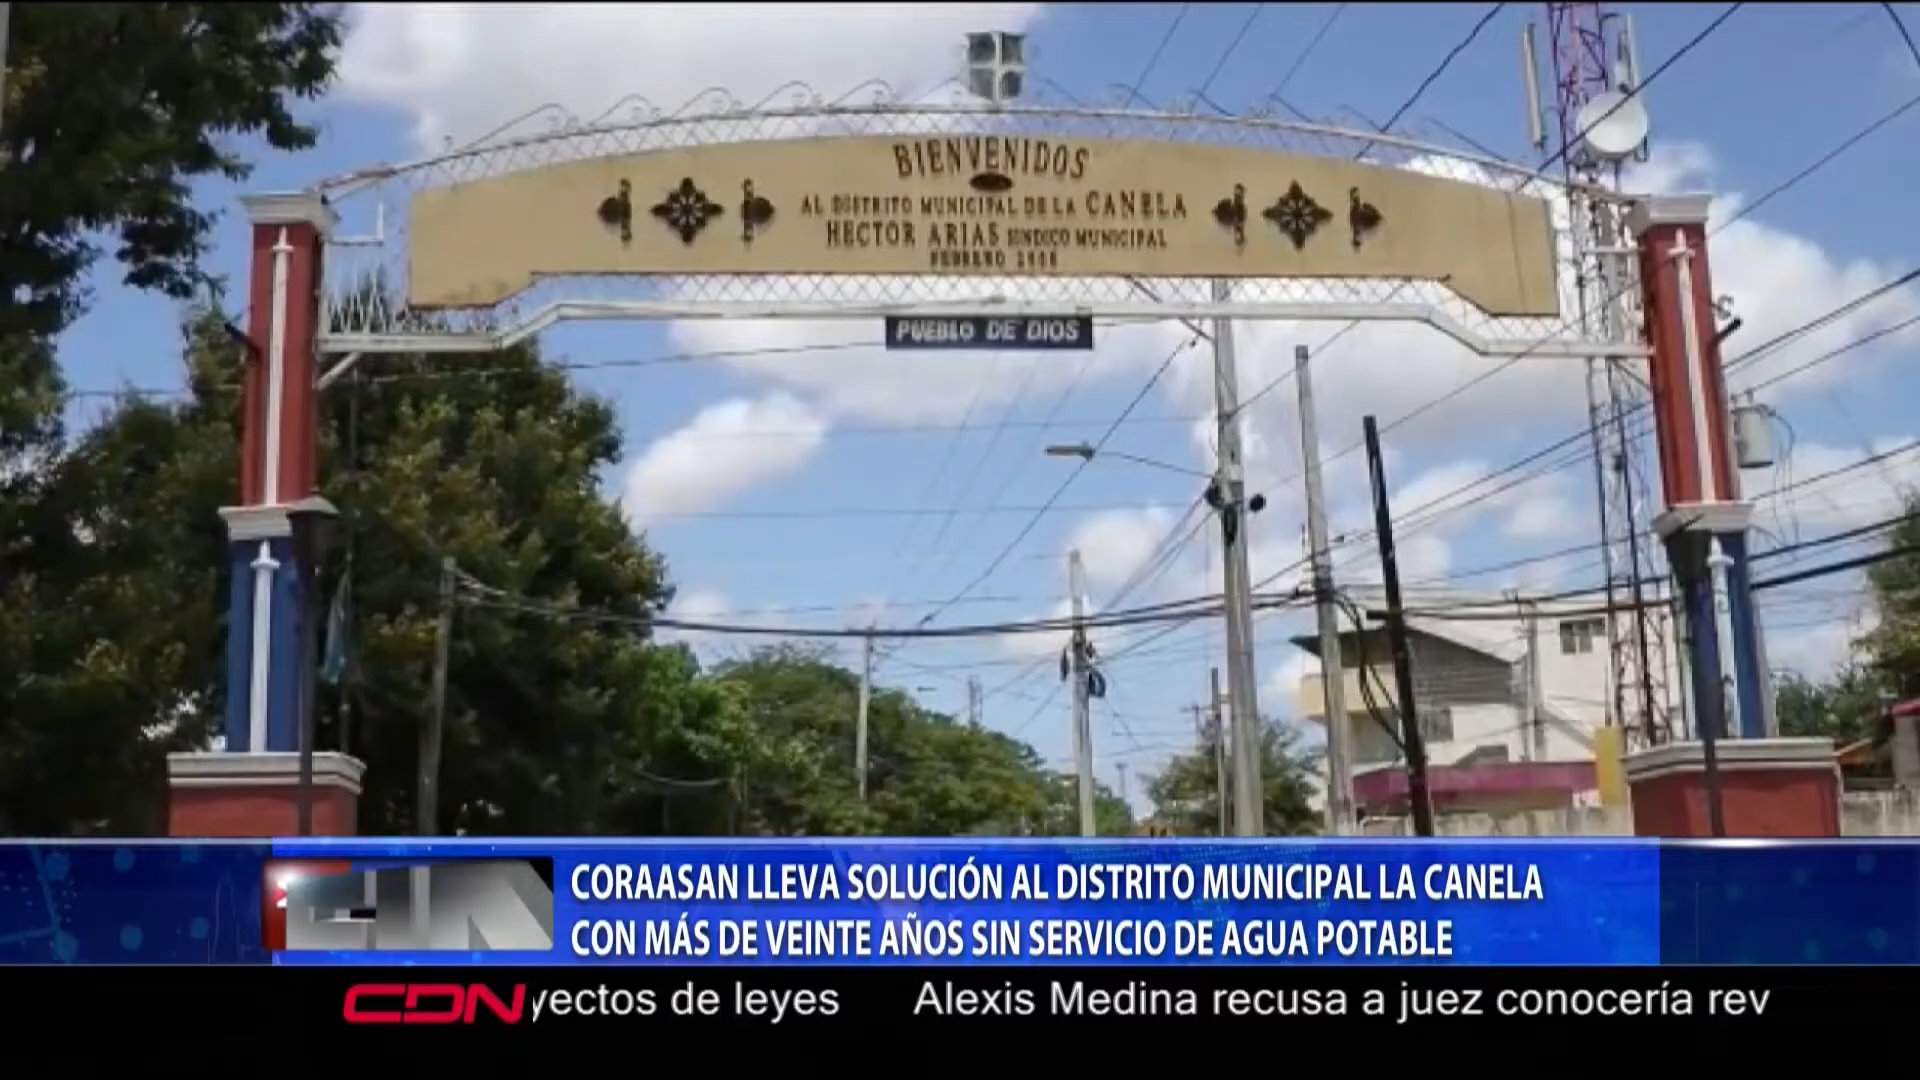 BIENVENIDOS
AL DISTRITO MUNICIPAL DE LA CANELA
HECTOR ARIAS SINDICO MUNICIPAL
FEBRERO
PUEBLO DE DIOS
CORAASAN LLEVA SOLUCIÓN AL DISTRITO MUNICIPAL LA CANELA
CON MÁS DE VEINTE AÑOS SIN SERVICIO DE AGUA POTABLE
CDN yectos de leyes Alexis Medina recusa a juez conocería rev